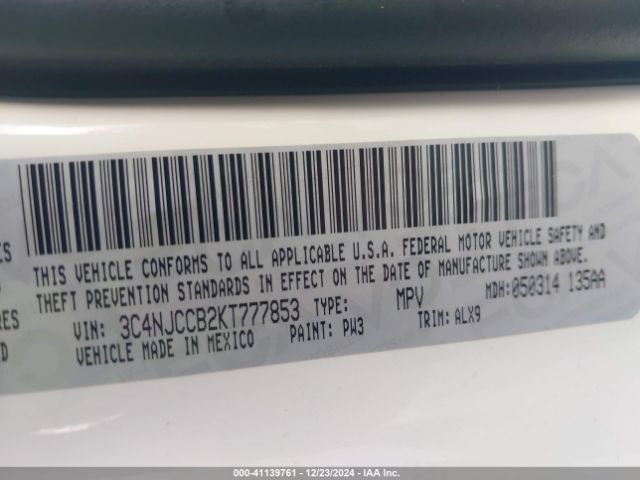 ES
THIS VEHICLE CONFORMS TO ALL APPLICABLE U.S.A. FEDERAL MOTOR VEHICLE SAFETY AND
THEFT PREVENTION STANDARDS IN EFFECT ON THE DATE OF MANUFACTURE SHOWN ABOVE.
RES
VIN: 3C4NJCCB2KT777853 TYPE: MPV MDH:050314 135AA
D
VEHICLE MADE IN MEXICO PAINT: PW3 TRIM: ALX9
000-41139761 - 12/23/2024 - IAA Inc.